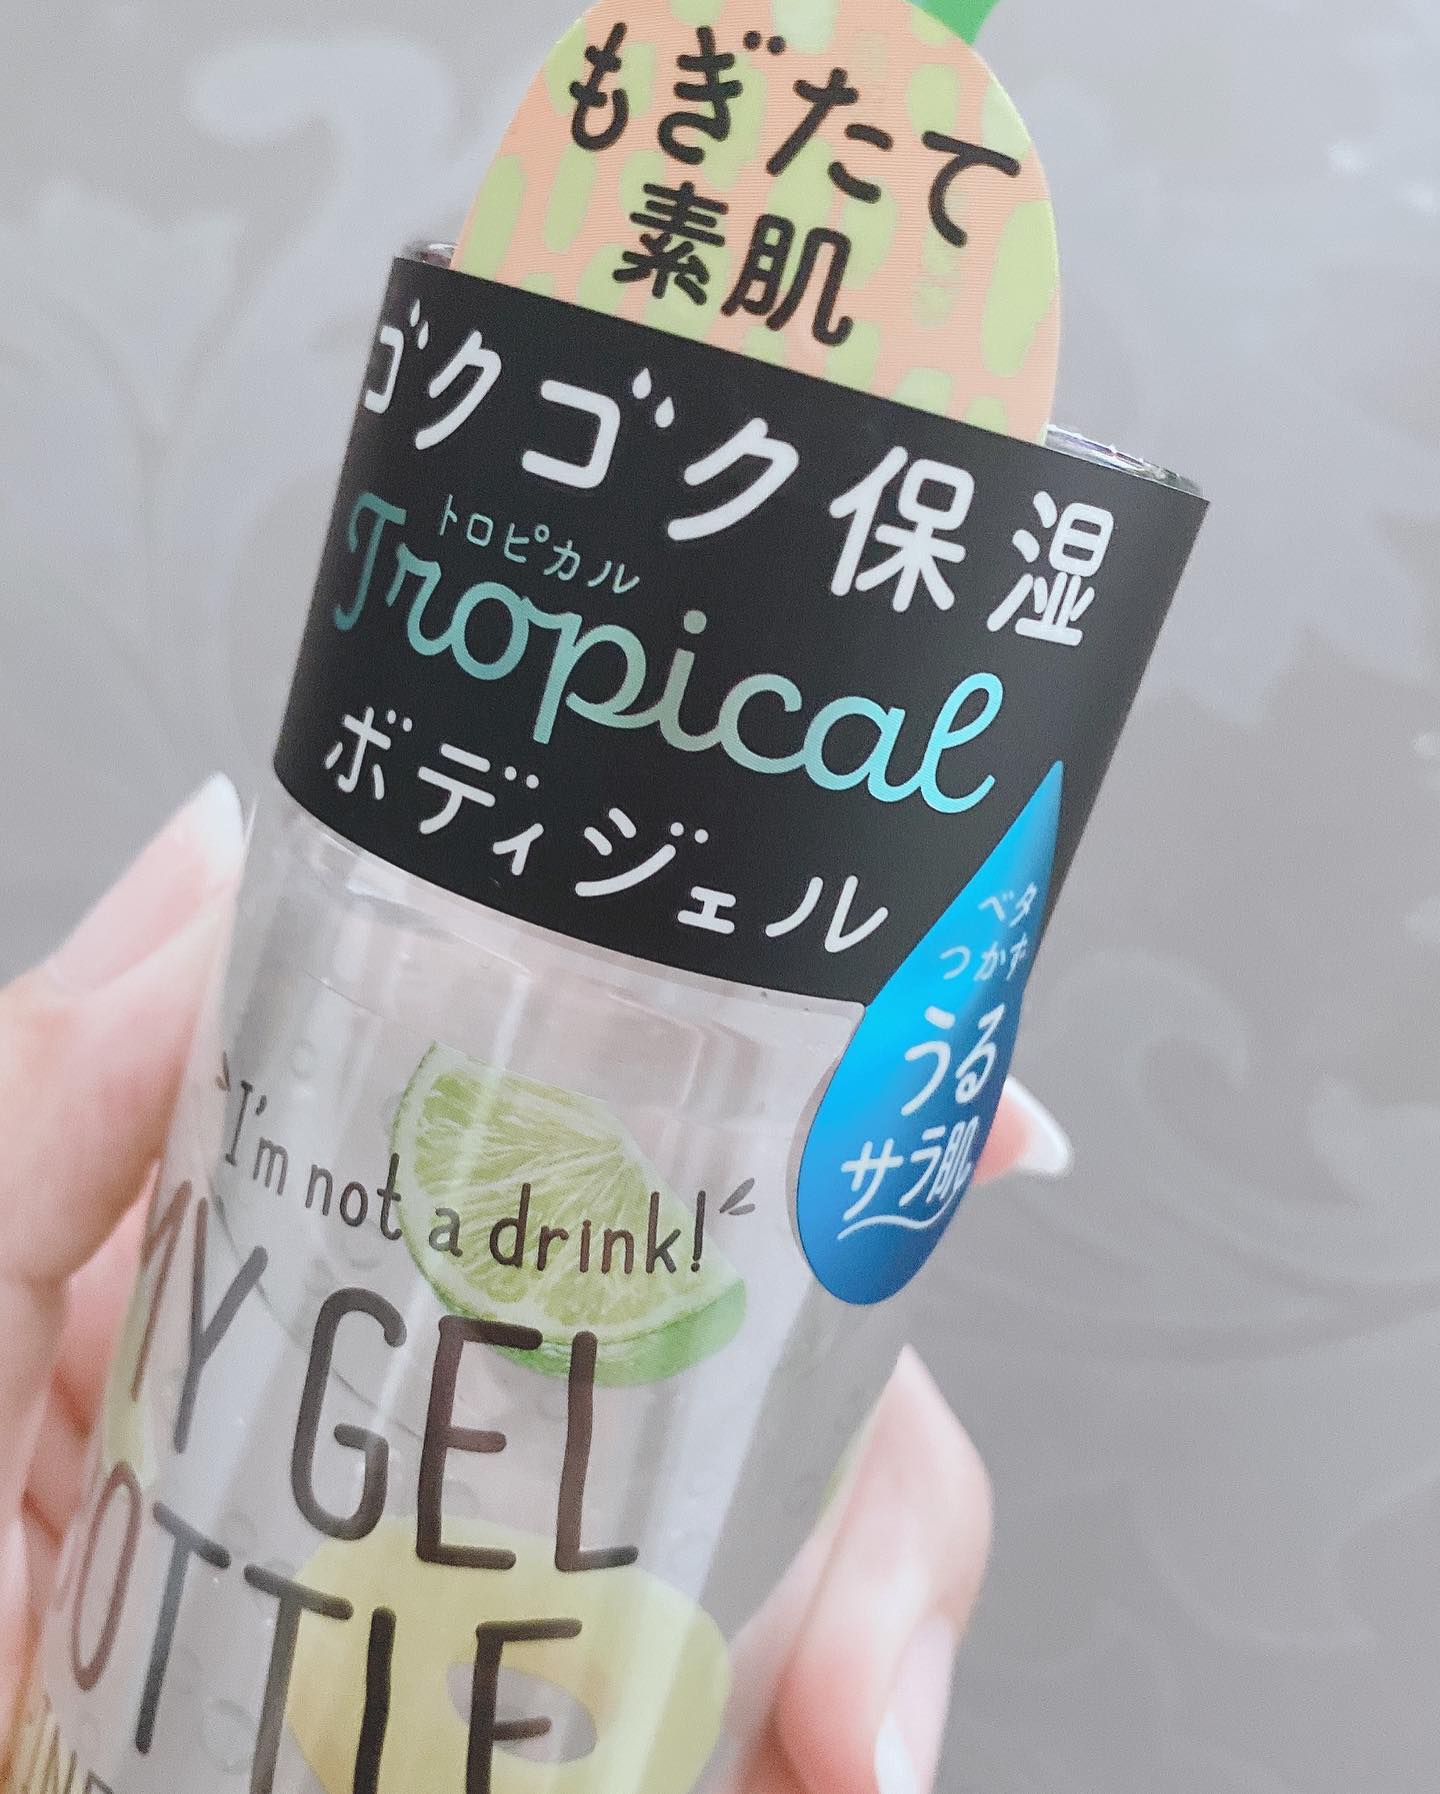 もぎたて
素肌
ゴクゴク保湿
トロピカル
Tropical
ボディジェル
ベタ
つかた
うる
サラ肌
I'm not a drink!
MY GEL
BOTTLE